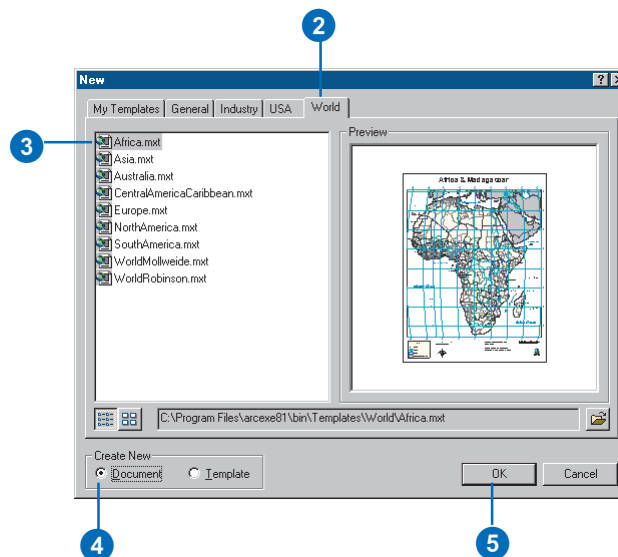 2
New
My Templates General Industry USA World
3
Africa.mxt
Asia.mxt
Australia.mxt
CentralAmericaCaribbean.mxt
Europe.mxt
NorthAmerica.mxt
SouthAmerica.mxt
WorldMollweide.mxt
WorldRobinson.mxt
Preview
Africa & Madagascar
C:\Program Files\arcexe81\bin\Templates\World\Africa.mxt
Create New
Document Template
OK Cancel
4
5